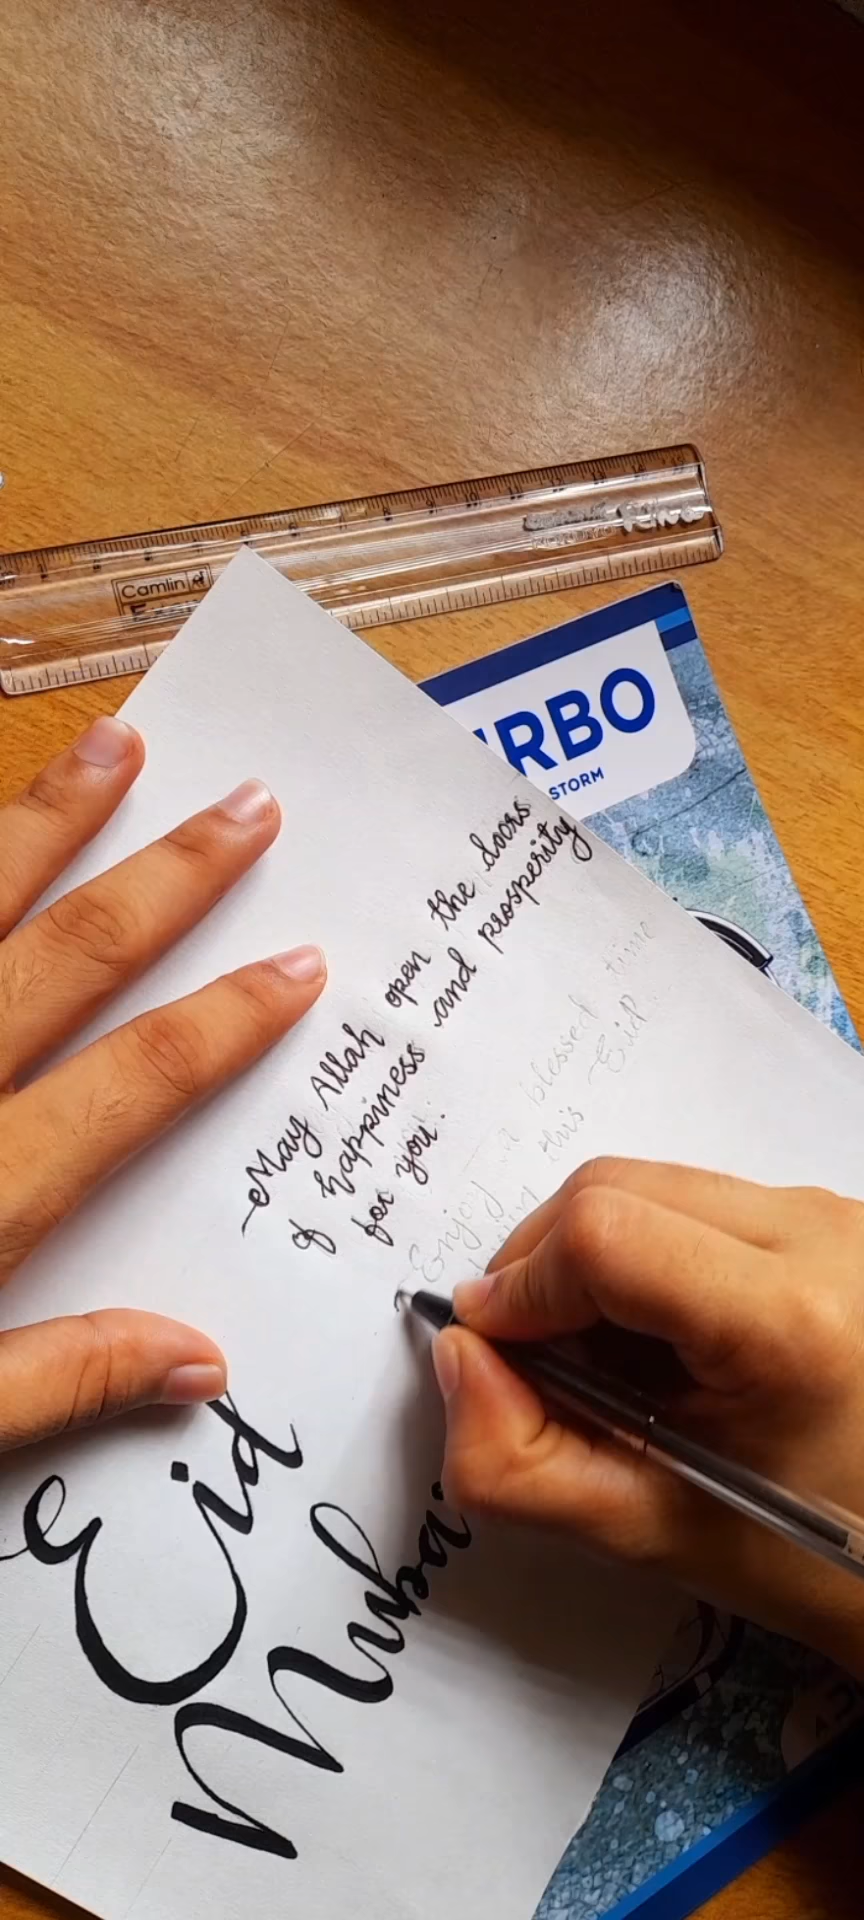 Camlin
RBO
STORM
May Allah open the doors
of happiness and prosperity
for you.
Enjoy a blessed time
this Eid
Eid
Muba